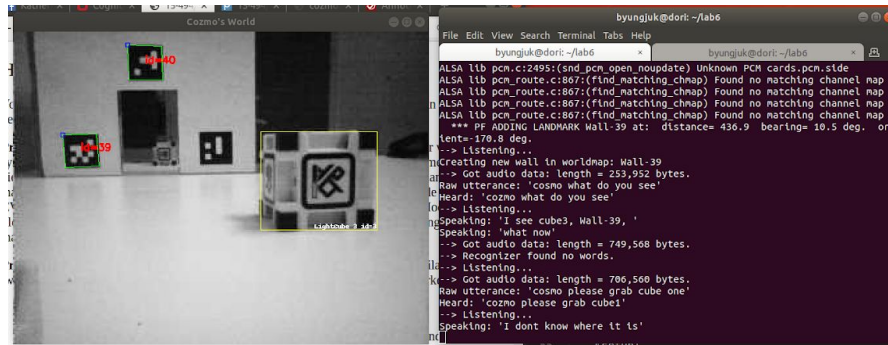 Cozmo's World
id=40
id=39
LightCube 3 id=3
byungjuk@dori: ~/lab6
File Edit View Search Terminal Tabs Help
byungjuk@dori: ~/lab6 × byungjuk@dori: ~/lab6 ×
ALSA lib pcm.c:2495:(snd_pcm_open_noupdate) Unknown PCM cards.pcm.side
ALSA lib pcm_route.c:867:(find_matching_chmap) Found no matching channel map
ALSA lib pcm_route.c:867:(find_matching_chmap) Found no matching channel map
ALSA lib pcm_route.c:867:(find_matching_chmap) Found no matching channel map
ALSA lib pcm_route.c:867:(find_matching_chmap) Found no matching channel map
*** PF ADDING LANDMARK Wall-39 at: distance= 436.9 bearing= 10.5 deg. or
ient=-170.8 deg.
--> Listening...
Creating new wall in worldmap: Wall-39
--> Got audio data: length = 253,952 bytes.
Raw utterance: 'cosmo what do you see'
Heard: 'cozmo what do you see'
--> Listening...
Speaking: 'I see cube3, Wall-39, '
Speaking: 'what now'
--> Got audio data: length = 749,568 bytes.
--> Recognizer found no words.
--> Listening...
--> Got audio data: length = 706,560 bytes.
Raw utterance: 'cosmo please grab cube one'
Heard: 'cozmo please grab cube1'
--> Listening...
Speaking: 'I dont know where it is'